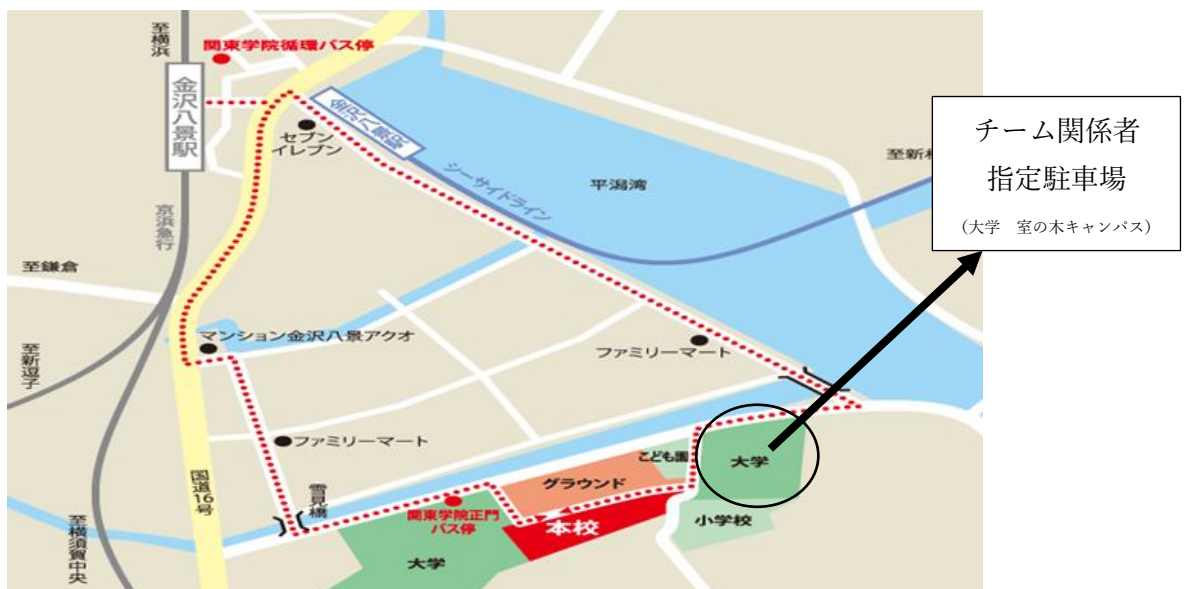 至横浜
関東学院循環バス停
金沢八景駅
金沢八景駅
セブン
イレブン
シーサイドライン
平潟湾
チーム関係者
指定駐車場
（大学　室の木キャンパス）
京浜急行
至鎌倉
至新逗子
マンション金沢八景アクオ
ファミリーマート
ファミリーマート
国道16号
雪見橋
こども園
大学
グラウンド
関東学院正門
バス停
本校
小学校
大学
至横須賀中央